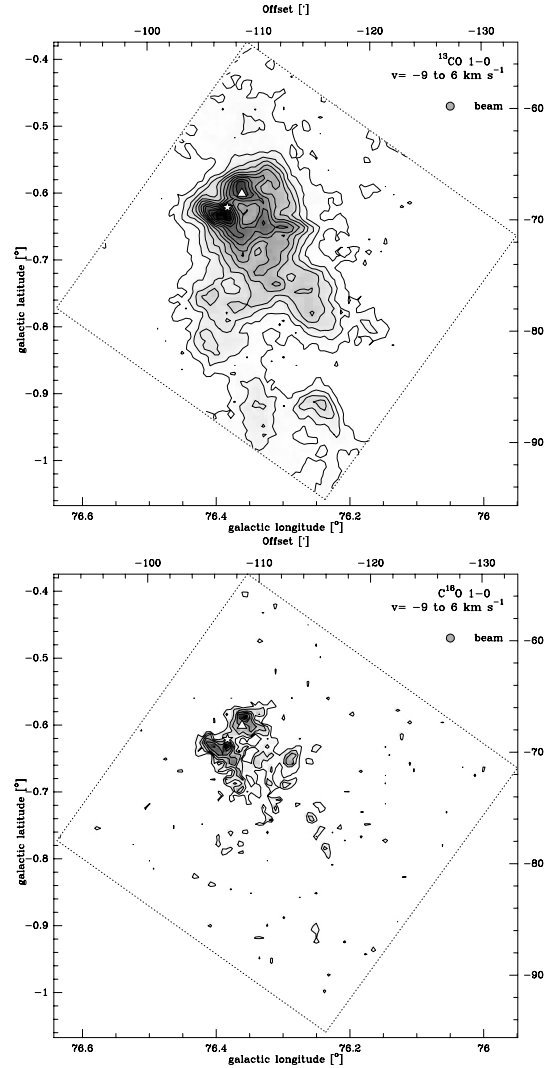 Offset [']
-100 -110 -120 -130
-0.4
¹³CO 1-0
v= -9 to 6 km s⁻¹
beam
-60
-0.5
-0.6
-70
-0.7
galactic latitude [°]
-0.8
-80
-0.9
-90
-1
76.6 76.4 76.2 76
galactic longitude [°]
Offset [']
-100 -110 -120 -130
-0.4
C¹⁸O 1-0
v= -9 to 6 km s⁻¹
beam
-60
-0.5
-0.6
-70
-0.7
galactic latitude [°]
-0.8
-80
-0.9
-90
-1
76.6 76.4 76.2 76
galactic longitude [°]